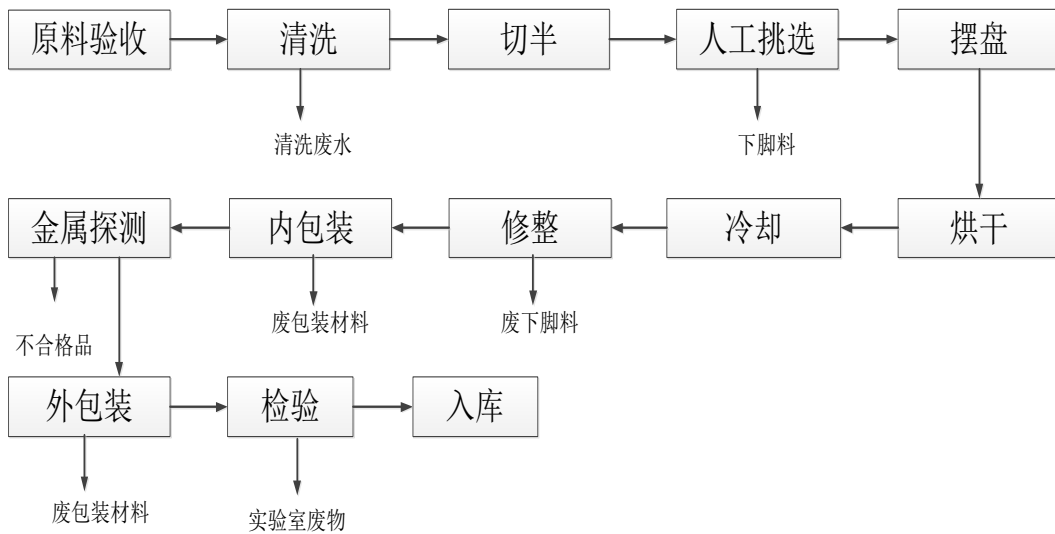 原料验收
清洗
切半
人工挑选
摆盘
清洗废水
下脚料
金属探测
内包装
修整
冷却
烘干
不合格品
废包装材料
废下脚料
外包装
检验
入库
废包装材料
实验室废物